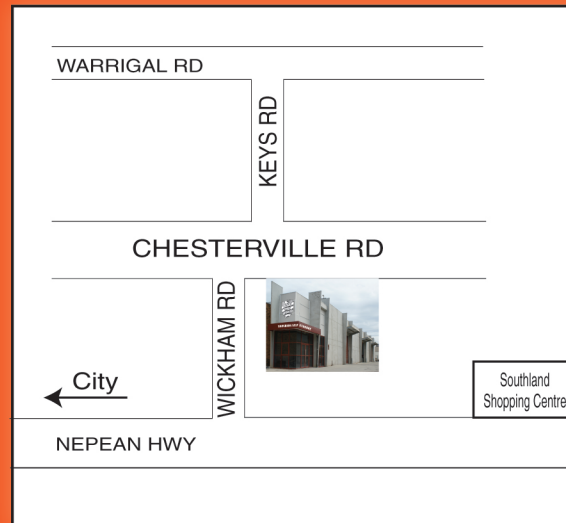 WARRIGAL RD
KEYS RD
CHESTERVILLE RD
WICKHAM RD
City
Southland
Shopping Centre
NEPEAN HWY